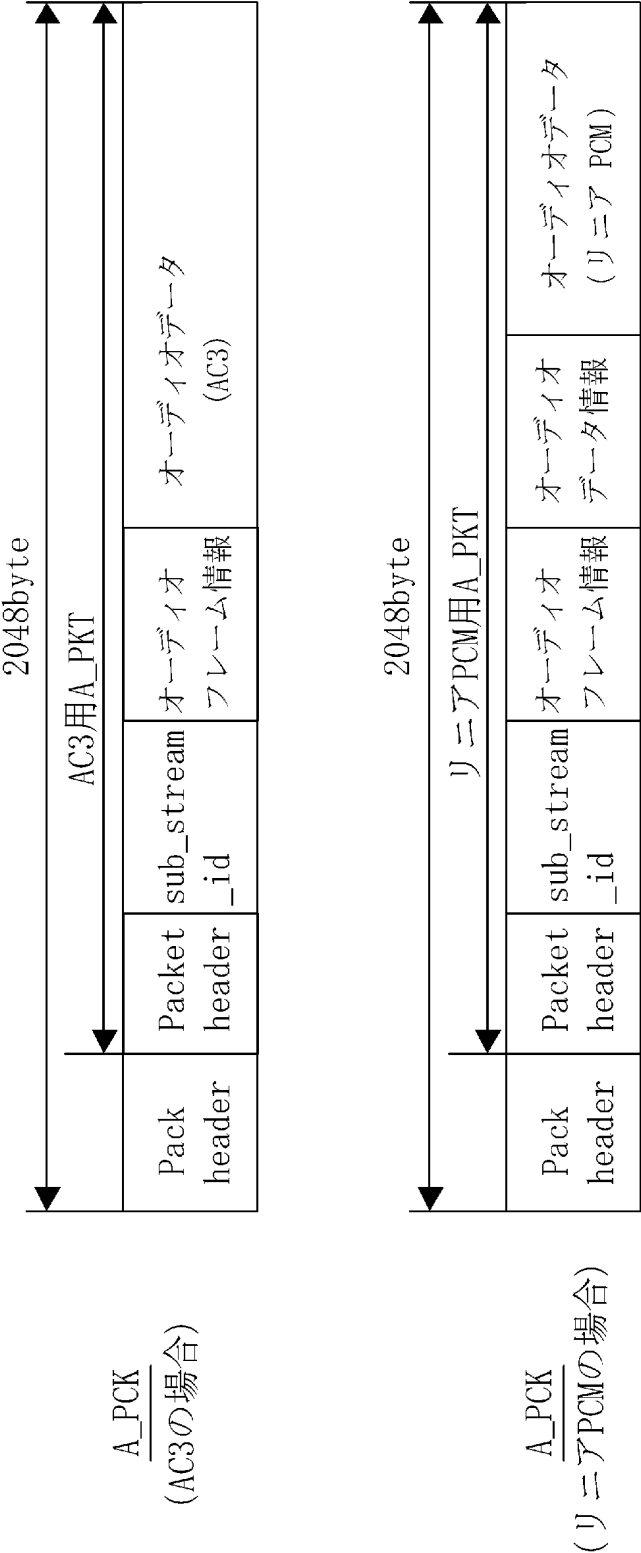 A_PCK
(AC3の場合)
2048byte
AC3用A_PKT
Pack
header
Packet
header
sub_stream
_id
オーディオ
フレーム情報
オーディオデータ
(AC3)
A_PCK
(リニアPCMの場合)
2048byte
リニアPCM用A_PKT
Pack
header
Packet
header
sub_stream
_id
オーディオ
フレーム情報
オーディオ
データ情報
オーディオデータ
(リニア PCM)